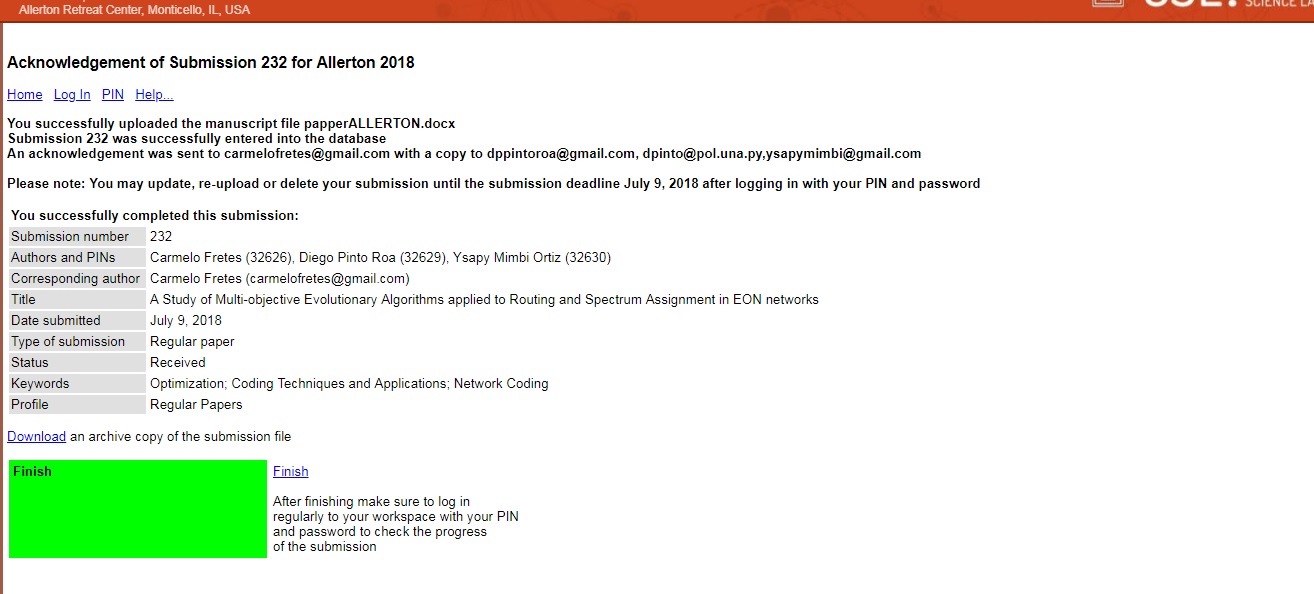 Allerton Retreat Center, Monticello, IL, USA
Acknowledgement of Submission 232 for Allerton 2018
Home Log In PIN Help...
You successfully uploaded the manuscript file papperALLERTON.docx
Submission 232 was successfully entered into the database
An acknowledgement was sent to carmelofretes@gmail.com with a copy to dppintoroa@gmail.com, dpinto@pol.una.py,ysapymimbi@gmail.com
Please note: You may update, re-upload or delete your submission until the submission deadline July 9, 2018 after logging in with your PIN and password
You successfully completed this submission:
Submission number 232
Authors and PINs Carmelo Fretes (32626), Diego Pinto Roa (32629), Ysapy Mimbi Ortiz (32630)
Corresponding author Carmelo Fretes (carmelofretes@gmail.com)
Title A Study of Multi-objective Evolutionary Algorithms applied to Routing and Spectrum Assignment in EON networks
Date submitted July 9, 2018
Type of submission Regular paper
Status Received
Keywords Optimization; Coding Techniques and Applications; Network Coding
Profile Regular Papers
Download an archive copy of the submission file
Finish Finish
After finishing make sure to log in
regularly to your workspace with your PIN
and password to check the progress
of the submission